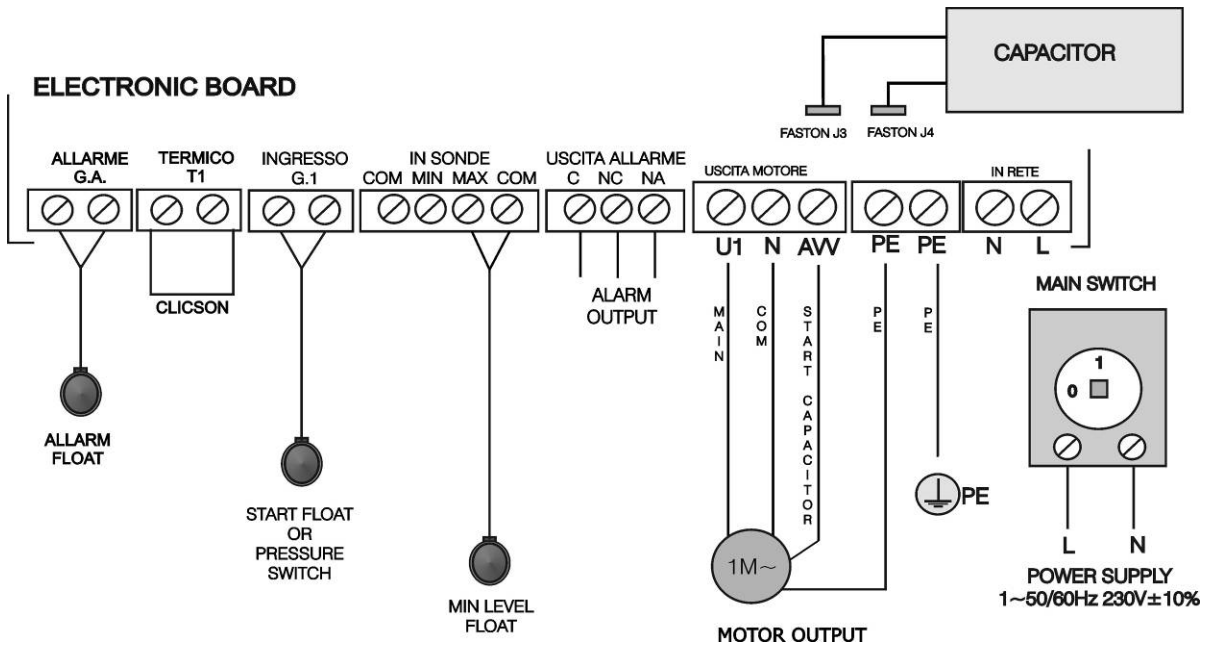 CAPACITOR
ELECTRONIC BOARD
FASTON J3
FASTON J4
ALLARME
G.A.
TERMICO
T1
INGRESSO
G.1
IN SONDE
COM MIN MAX COM
USCITA ALLARME
C NC NA
USCITA MOTORE
IN RETE
U1 N AVV
PE PE
N L
CLICSON
ALARM
OUTPUT
MAIN
COM
START CAPACITOR
PE
PE
MAIN SWITCH
1
0
ALLARM
FLOAT
START FLOAT
OR
PRESSURE
SWITCH
MIN LEVEL
FLOAT
1M~
PE
L N
POWER SUPPLY
1~50/60Hz 230V±10%
MOTOR OUTPUT